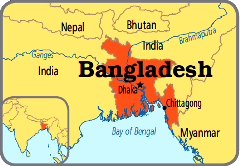 Nepal
Bhutan
Brahmaputra
India
Ganges
India
Bangladesh
Dhaka
Chittagong
Bay of Bengal
Myanmar